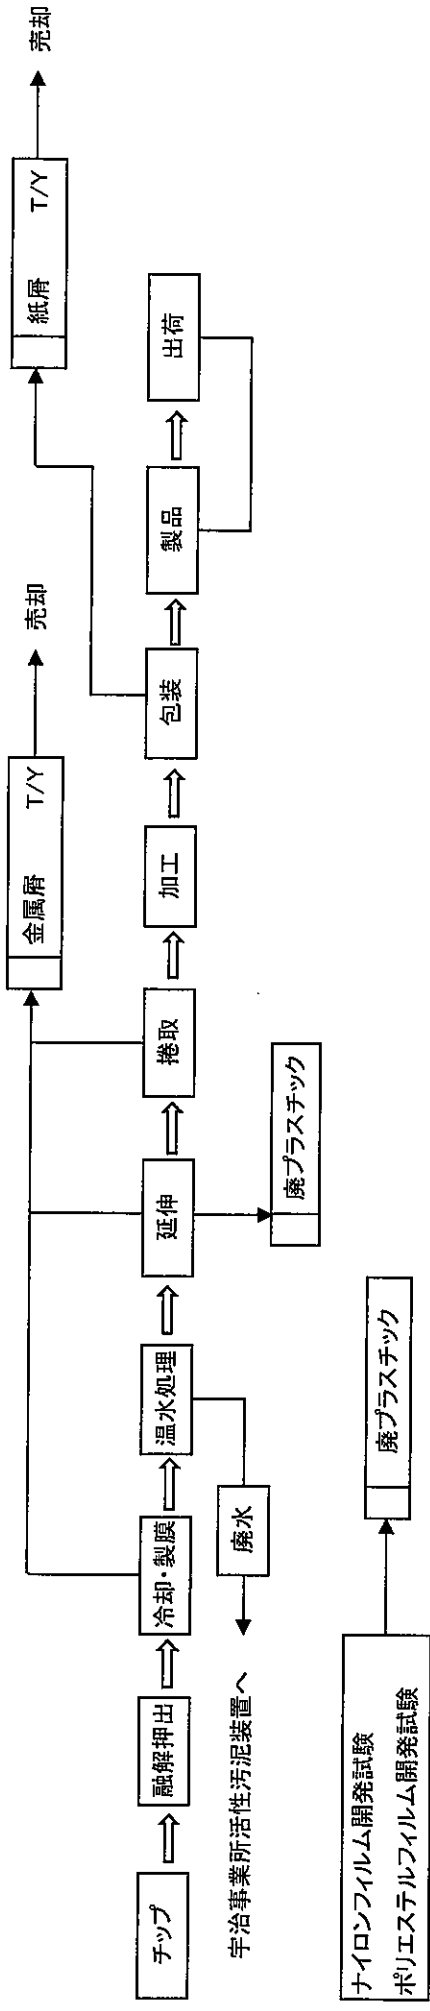 金属屑 T/Y
売却
紙屑 T/Y
売却
チップ
融解押出
冷却・製膜
温水処理
延伸
捲取
加工
包装
製品
出荷
廃水
宇治事業所活性汚泥装置へ
廃プラスチック
ナイロンフィルム開発試験
ポリエステルフィルム開発試験
廃プラスチック